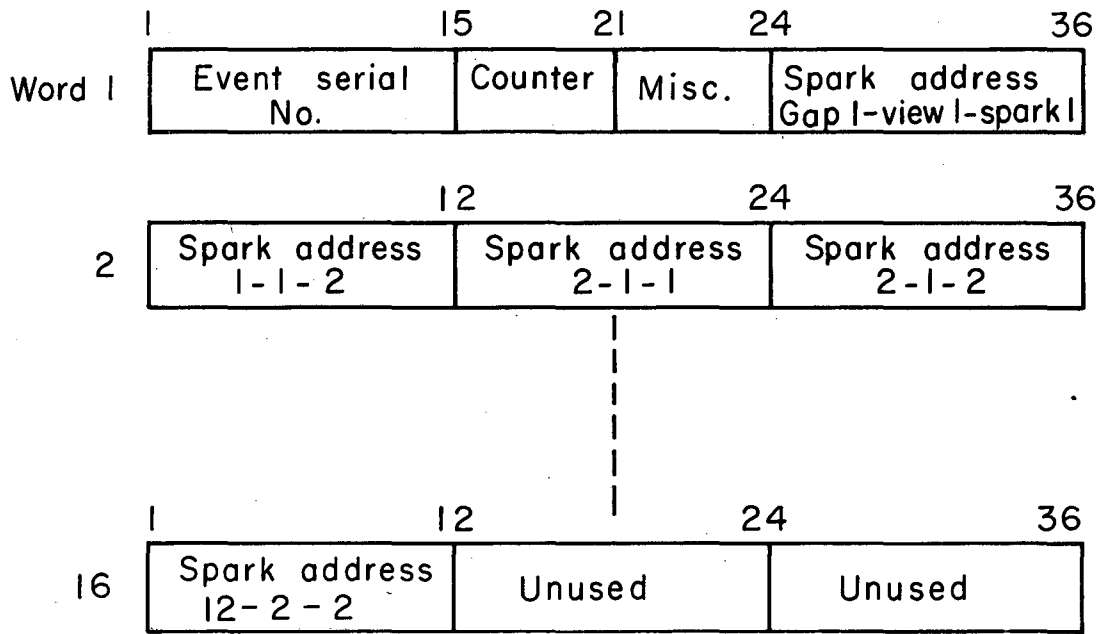 1 15 21 24 36
Word 1
Event serial No.
Counter
Misc.
Spark address
Gap 1-view 1-spark 1
12 24 36
2
Spark address
1-1-2
Spark address
2-1-1
Spark address
2-1-2
1 12 24 36
16
Spark address
12-2-2
Unused
Unused